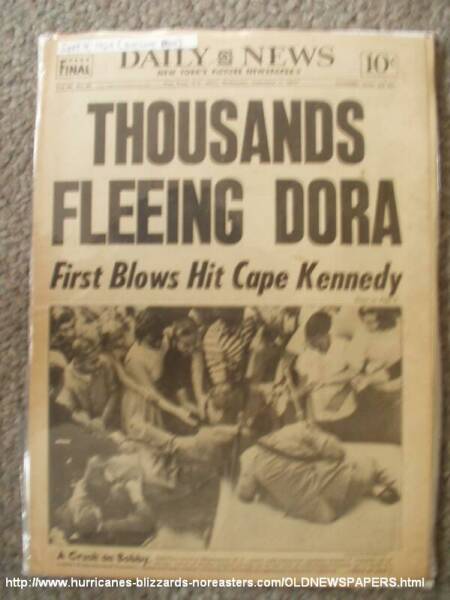 FINAL
DAILY NEWS
NEW YORK'S PICTURE NEWSPAPER
10¢
THOUSANDS
FLEEING DORA
First Blows Hit Cape Kennedy
A Crush on Bobby.
http://www.hurricanes-blizzards-noreasters.com/OLDNEWSPAPERS.html